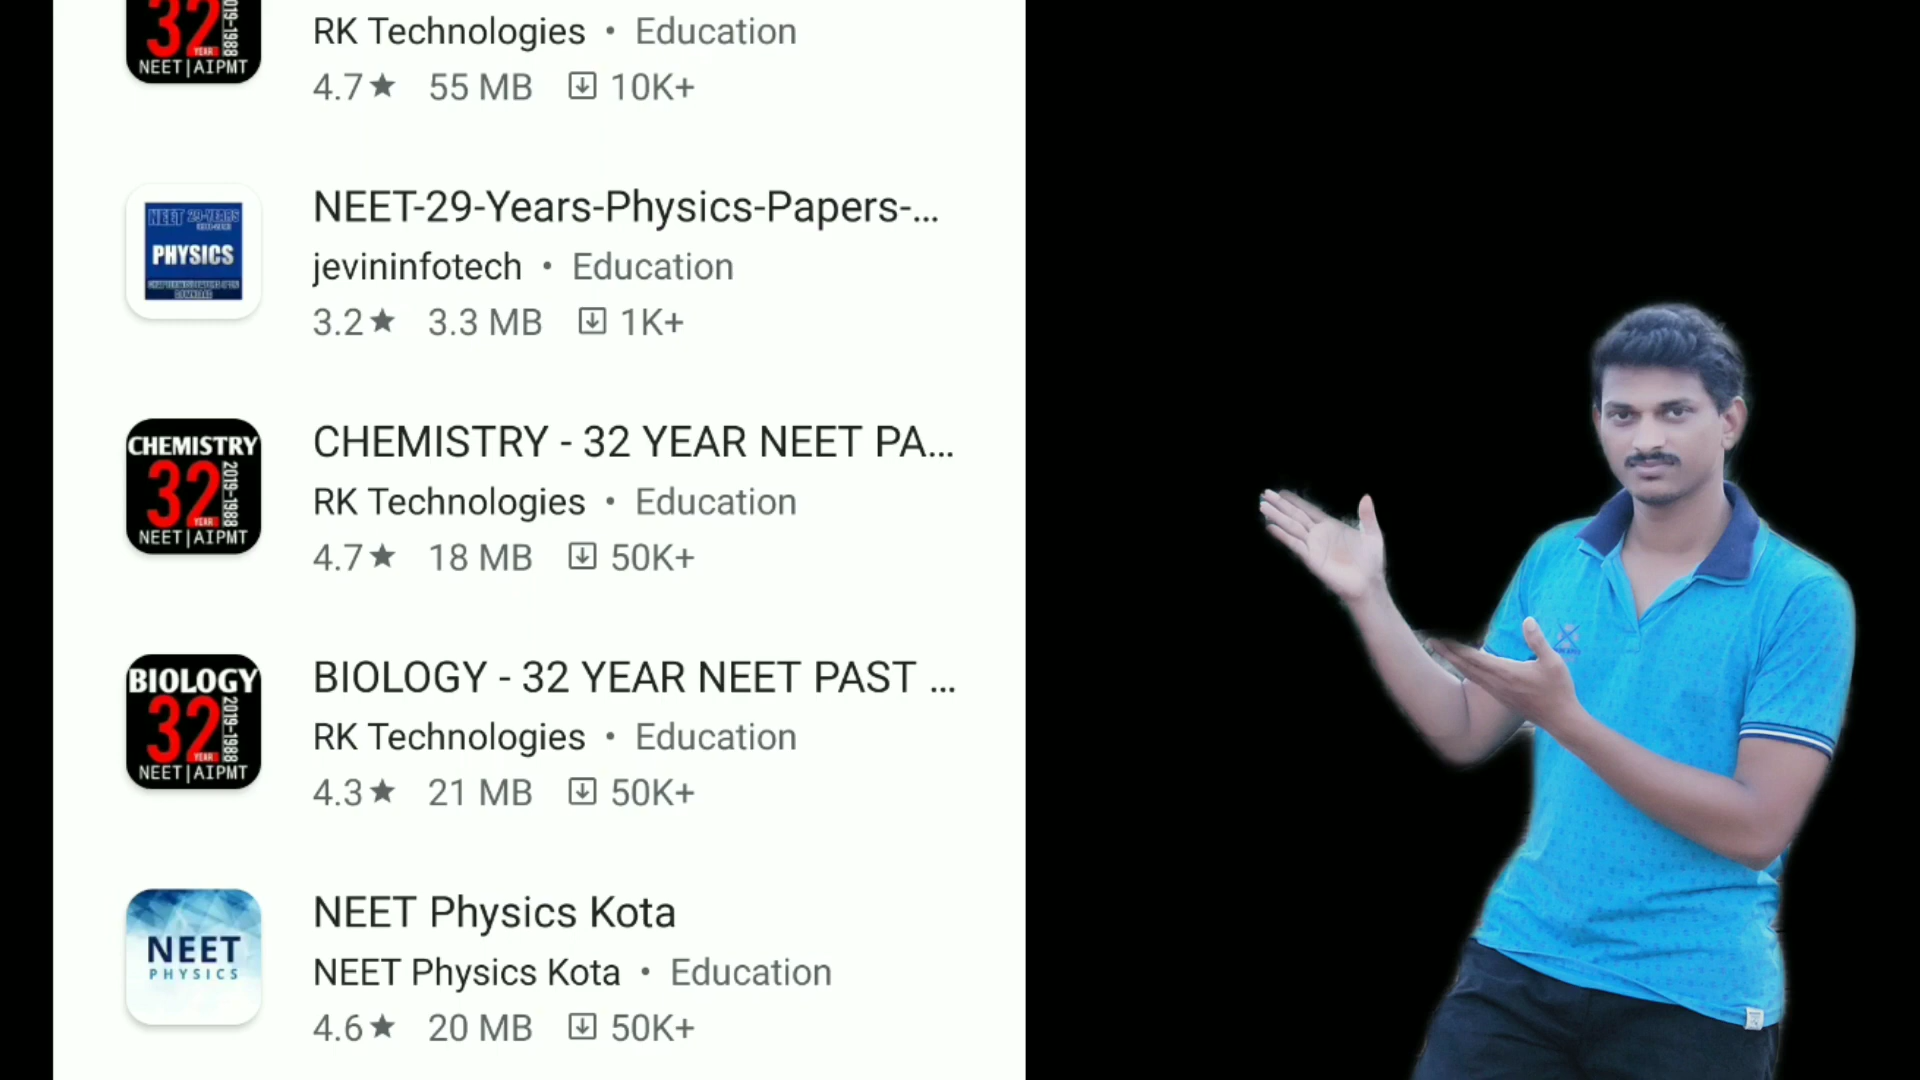 32
2019-1988
YEAR
NEET|AIPMT
RK Technologies • Education
4.7★ 55 MB 10K+
NEET 29-YEARS
PHYSICS
DOWNLOAD
NEET-29-Years-Physics-Papers-...
jevininfotech • Education
3.2★ 3.3 MB 1K+
CHEMISTRY
32
2019-1988
YEAR
NEET|AIPMT
CHEMISTRY - 32 YEAR NEET PA...
RK Technologies • Education
4.7★ 18 MB 50K+
BIOLOGY
32
2019-1988
YEAR
NEET|AIPMT
BIOLOGY - 32 YEAR NEET PAST ...
RK Technologies • Education
4.3★ 21 MB 50K+
NEET
PHYSICS
NEET Physics Kota
NEET Physics Kota • Education
4.6★ 20 MB 50K+